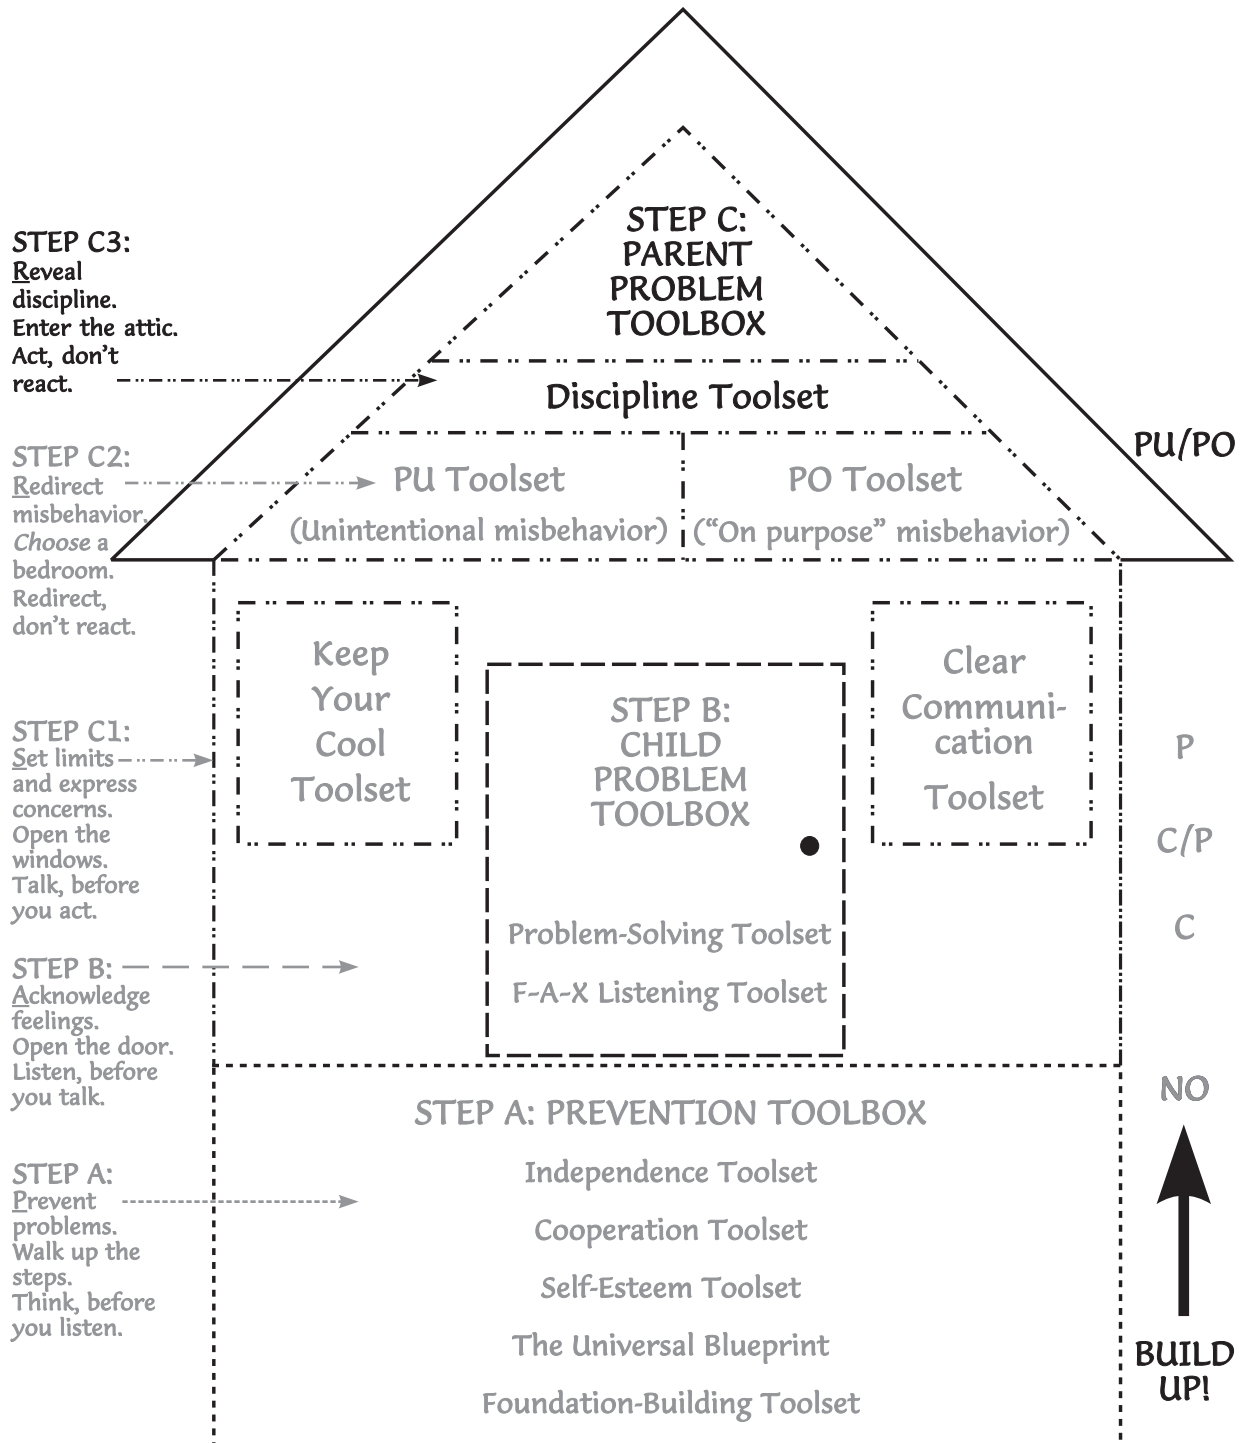 STEP C:
PARENT
PROBLEM
TOOLBOX
Discipline Toolset
PU Toolset
(Unintentional misbehavior)
PO Toolset
(“On purpose” misbehavior)
STEP C3:
Reveal
discipline.
Enter the attic.
Act, don’t
react.
STEP C2:
Redirect
misbehavior.
Choose a
bedroom.
Redirect,
don’t react.
STEP C1:
Set limits
and express
concerns.
Open the
windows.
Talk, before
you act.
STEP B:
Acknowledge
feelings.
Open the door.
Listen, before
you talk.
STEP A:
Prevent
problems.
Walk up the
steps.
Think, before
you listen.
Keep
Your
Cool
Toolset
STEP B:
CHILD
PROBLEM
TOOLBOX
Problem-Solving Toolset
F-A-X Listening Toolset
Clear
Communi-
cation
Toolset
STEP A: PREVENTION TOOLBOX
Independence Toolset
Cooperation Toolset
Self-Esteem Toolset
The Universal Blueprint
Foundation-Building Toolset
PU/PO
P
C/P
C
NO
BUILD
UP!